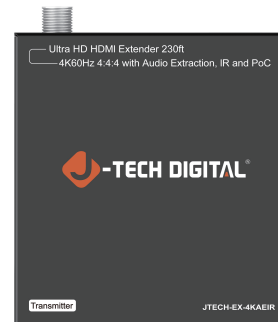 Ultra HD HDMI Extender 230ft
4K60Hz 4:4:4 with Audio Extraction, IR and PoC
J-TECH DIGITAL®
Transmitter
JTECH-EX-4KAEIR